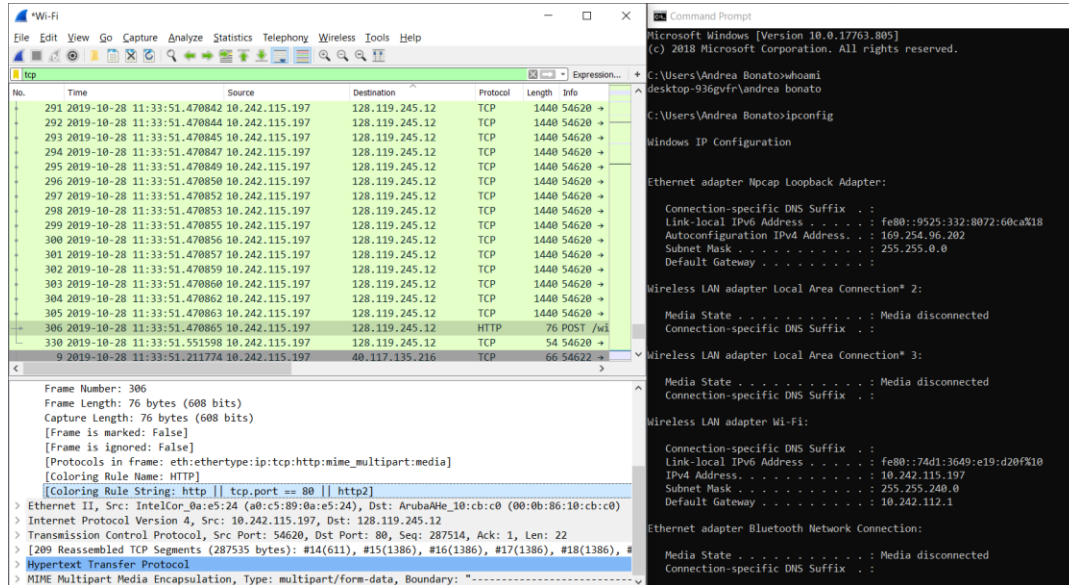 *Wi-Fi
File Edit View Go Capture Analyze Statistics Telephony Wireless Tools Help
tcp
Expression... +
No. Time Source Destination Protocol Length Info
291 2019-10-28 11:33:51.470842 10.242.115.197 128.119.245.12 TCP 1440 54620 →
292 2019-10-28 11:33:51.470844 10.242.115.197 128.119.245.12 TCP 1440 54620 →
293 2019-10-28 11:33:51.470845 10.242.115.197 128.119.245.12 TCP 1440 54620 →
294 2019-10-28 11:33:51.470847 10.242.115.197 128.119.245.12 TCP 1440 54620 →
295 2019-10-28 11:33:51.470849 10.242.115.197 128.119.245.12 TCP 1440 54620 →
296 2019-10-28 11:33:51.470850 10.242.115.197 128.119.245.12 TCP 1440 54620 →
297 2019-10-28 11:33:51.470852 10.242.115.197 128.119.245.12 TCP 1440 54620 →
298 2019-10-28 11:33:51.470853 10.242.115.197 128.119.245.12 TCP 1440 54620 →
299 2019-10-28 11:33:51.470855 10.242.115.197 128.119.245.12 TCP 1440 54620 →
300 2019-10-28 11:33:51.470856 10.242.115.197 128.119.245.12 TCP 1440 54620 →
301 2019-10-28 11:33:51.470857 10.242.115.197 128.119.245.12 TCP 1440 54620 →
302 2019-10-28 11:33:51.470859 10.242.115.197 128.119.245.12 TCP 1440 54620 →
303 2019-10-28 11:33:51.470860 10.242.115.197 128.119.245.12 TCP 1440 54620 →
304 2019-10-28 11:33:51.470862 10.242.115.197 128.119.245.12 TCP 1440 54620 →
305 2019-10-28 11:33:51.470863 10.242.115.197 128.119.245.12 TCP 1440 54620 →
306 2019-10-28 11:33:51.470865 10.242.115.197 128.119.245.12 HTTP 76 POST /wi
330 2019-10-28 11:33:51.551598 10.242.115.197 128.119.245.12 TCP 54 54620 →
9 2019-10-28 11:33:51.211774 10.242.115.197 40.117.135.216 TCP 66 54622 →
Frame Number: 306
Frame Length: 76 bytes (608 bits)
Capture Length: 76 bytes (608 bits)
[Frame is marked: False]
[Frame is ignored: False]
[Protocols in frame: eth:ethertype:ip:tcp:http:mime_multipart:media]
[Coloring Rule Name: HTTP]
[Coloring Rule String: http || tcp.port == 80 || http2]
> Ethernet II, Src: IntelCor_0a:e5:24 (a0:c5:89:0a:e5:24), Dst: ArubaAHe_10:cb:c0 (00:0b:86:10:cb:c0)
> Internet Protocol Version 4, Src: 10.242.115.197, Dst: 128.119.245.12
> Transmission Control Protocol, Src Port: 54620, Dst Port: 80, Seq: 287514, Ack: 1, Len: 22
> [209 Reassembled TCP Segments (287535 bytes): #14(611), #15(1386), #16(1386), #17(1386), #18(1386), #
> Hypertext Transfer Protocol
> MIME Multipart Media Encapsulation, Type: multipart/form-data, Boundary: "---------------------------
Command Prompt
Microsoft Windows [Version 10.0.17763.805]
(c) 2018 Microsoft Corporation. All rights reserved.
C:\Users\Andrea Bonato>whoami
desktop-936gvfr\andrea bonato
C:\Users\Andrea Bonato>ipconfig
Windows IP Configuration
Ethernet adapter Npcap Loopback Adapter:
Connection-specific DNS Suffix . :
Link-local IPv6 Address . . . . . : fe80::9525:332:8072:60ca%18
Autoconfiguration IPv4 Address. . : 169.254.96.202
Subnet Mask . . . . . . . . . . . : 255.255.0.0
Default Gateway . . . . . . . . . :
Wireless LAN adapter Local Area Connection* 2:
Media State . . . . . . . . . . . : Media disconnected
Connection-specific DNS Suffix . :
Wireless LAN adapter Local Area Connection* 3:
Media State . . . . . . . . . . . : Media disconnected
Connection-specific DNS Suffix . :
Wireless LAN adapter Wi-Fi:
Connection-specific DNS Suffix . :
Link-local IPv6 Address . . . . . : fe80::74d1:3649:e19:d20f%10
IPv4 Address. . . . . . . . . . . : 10.242.115.197
Subnet Mask . . . . . . . . . . . : 255.255.240.0
Default Gateway . . . . . . . . . : 10.242.112.1
Ethernet adapter Bluetooth Network Connection:
Media State . . . . . . . . . . . : Media disconnected
Connection-specific DNS Suffix . :